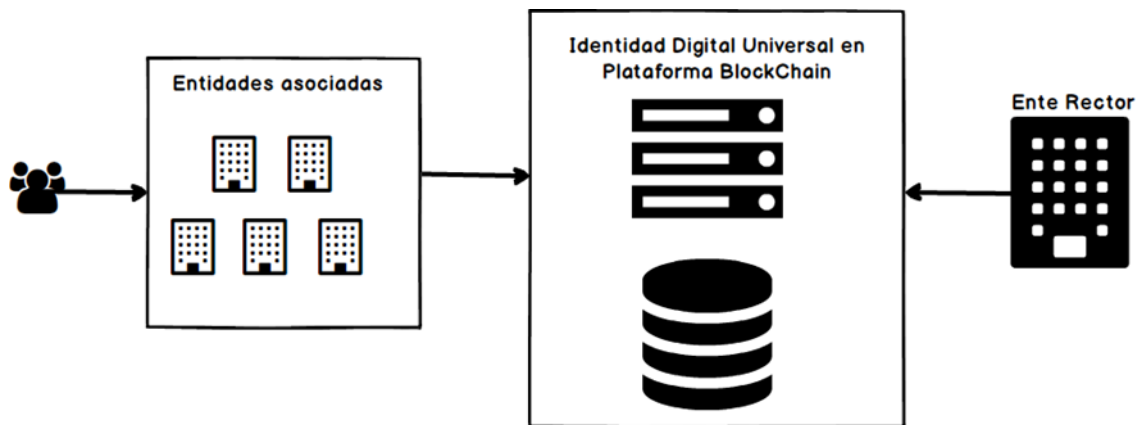 Entidades asociadas
Identidad Digital Universal en
Plataforma BlockChain
Ente Rector